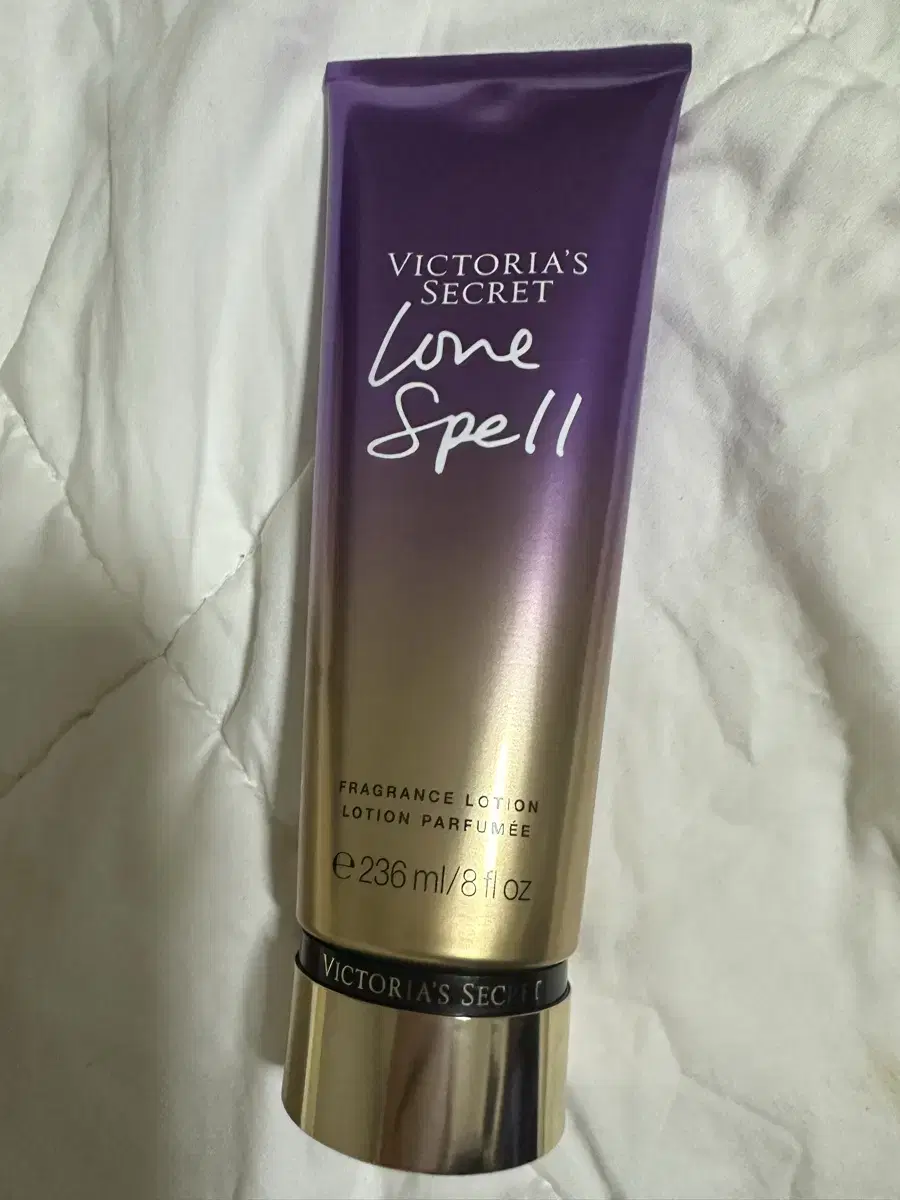 VICTORIA'S
SECRET
Love
Spell
FRAGRANCE LOTION
LOTION PARFUMÉE
℮ 236 ml/8 fl oz
VICTORIA'S SECRET